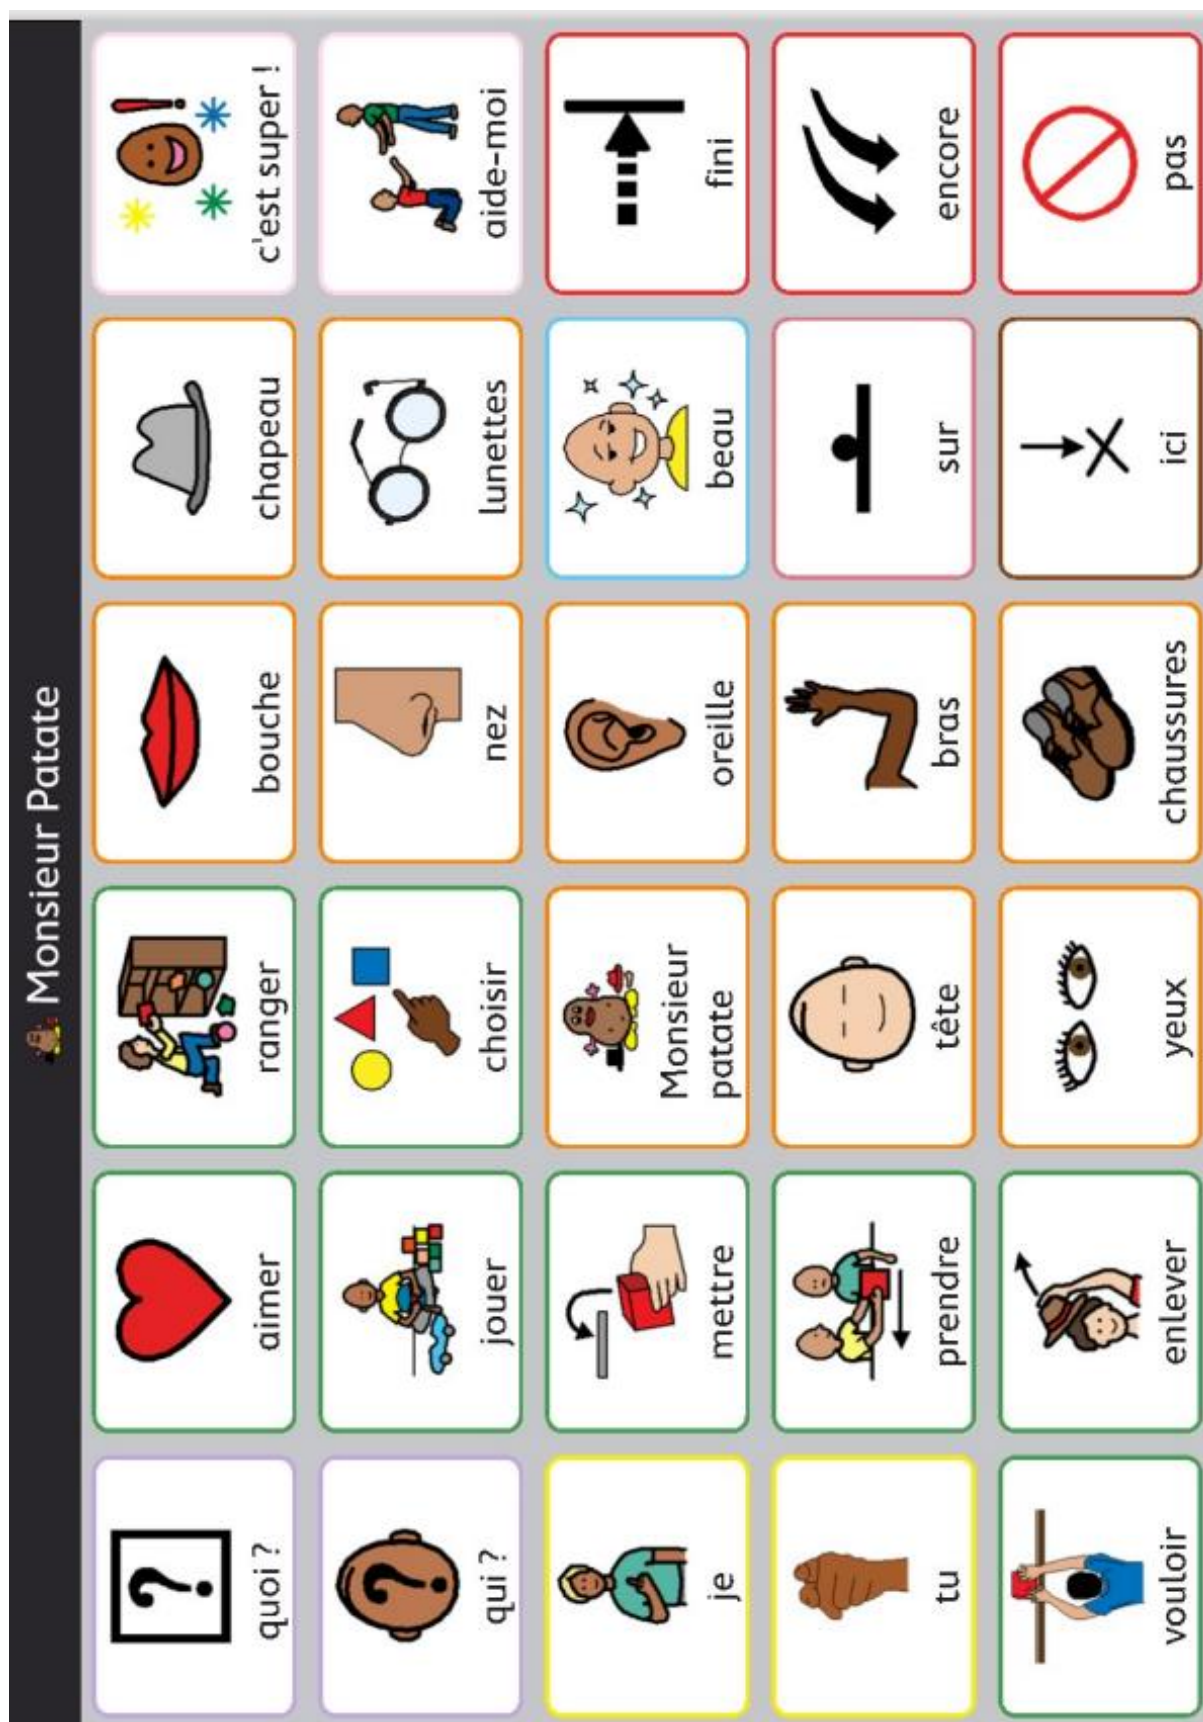 Monsieur Patate
quoi ?
aimer
ranger
bouche
chapeau
c'est super !
qui ?
jouer
choisir
nez
lunettes
aide-moi
je
mettre
Monsieur
patate
oreille
beau
fini
tu
prendre
tête
bras
sur
encore
vouloir
enlever
yeux
chaussures
ici
pas